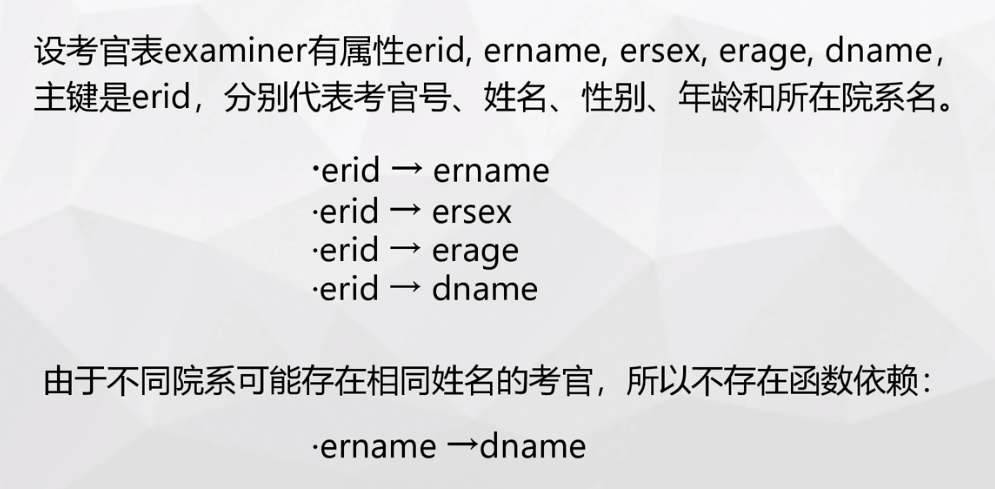 设考官表examiner有属性erid, ername, ersex, erage, dname，
主键是erid，分别代表考官号、姓名、性别、年龄和所在院系名。
·erid → ername
·erid → ersex
·erid → erage
·erid → dname
由于不同院系可能存在相同姓名的考官，所以不存在函数依赖：
·ername →dname